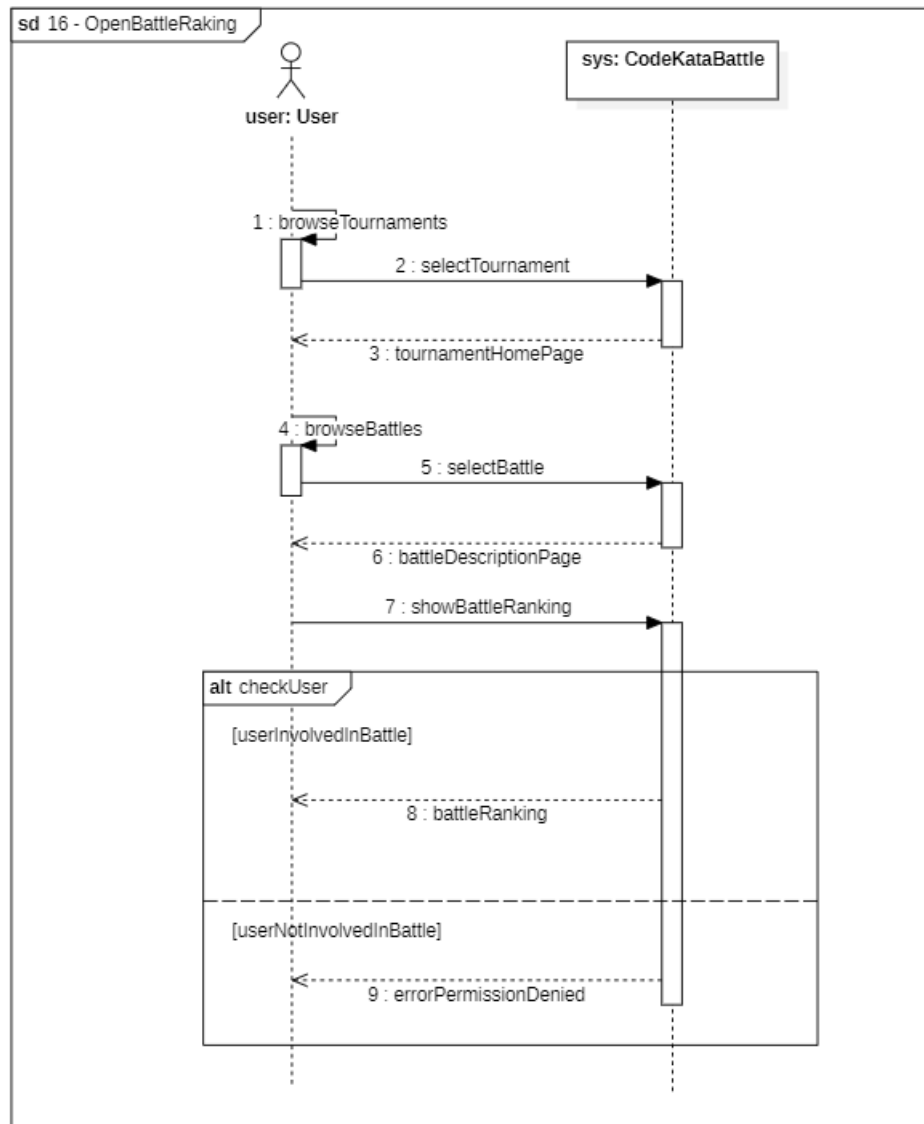 sd 16 - OpenBattleRaking
sys: CodeKataBattle
user: User
1 : browseTournaments
2 : selectTournament
3 : tournamentHomePage
4 : browseBattles
5 : selectBattle
6 : battleDescriptionPage
7 : showBattleRanking
alt checkUser
[userInvolvedInBattle]
8 : battleRanking
[userNotInvolvedInBattle]
9 : errorPermissionDenied